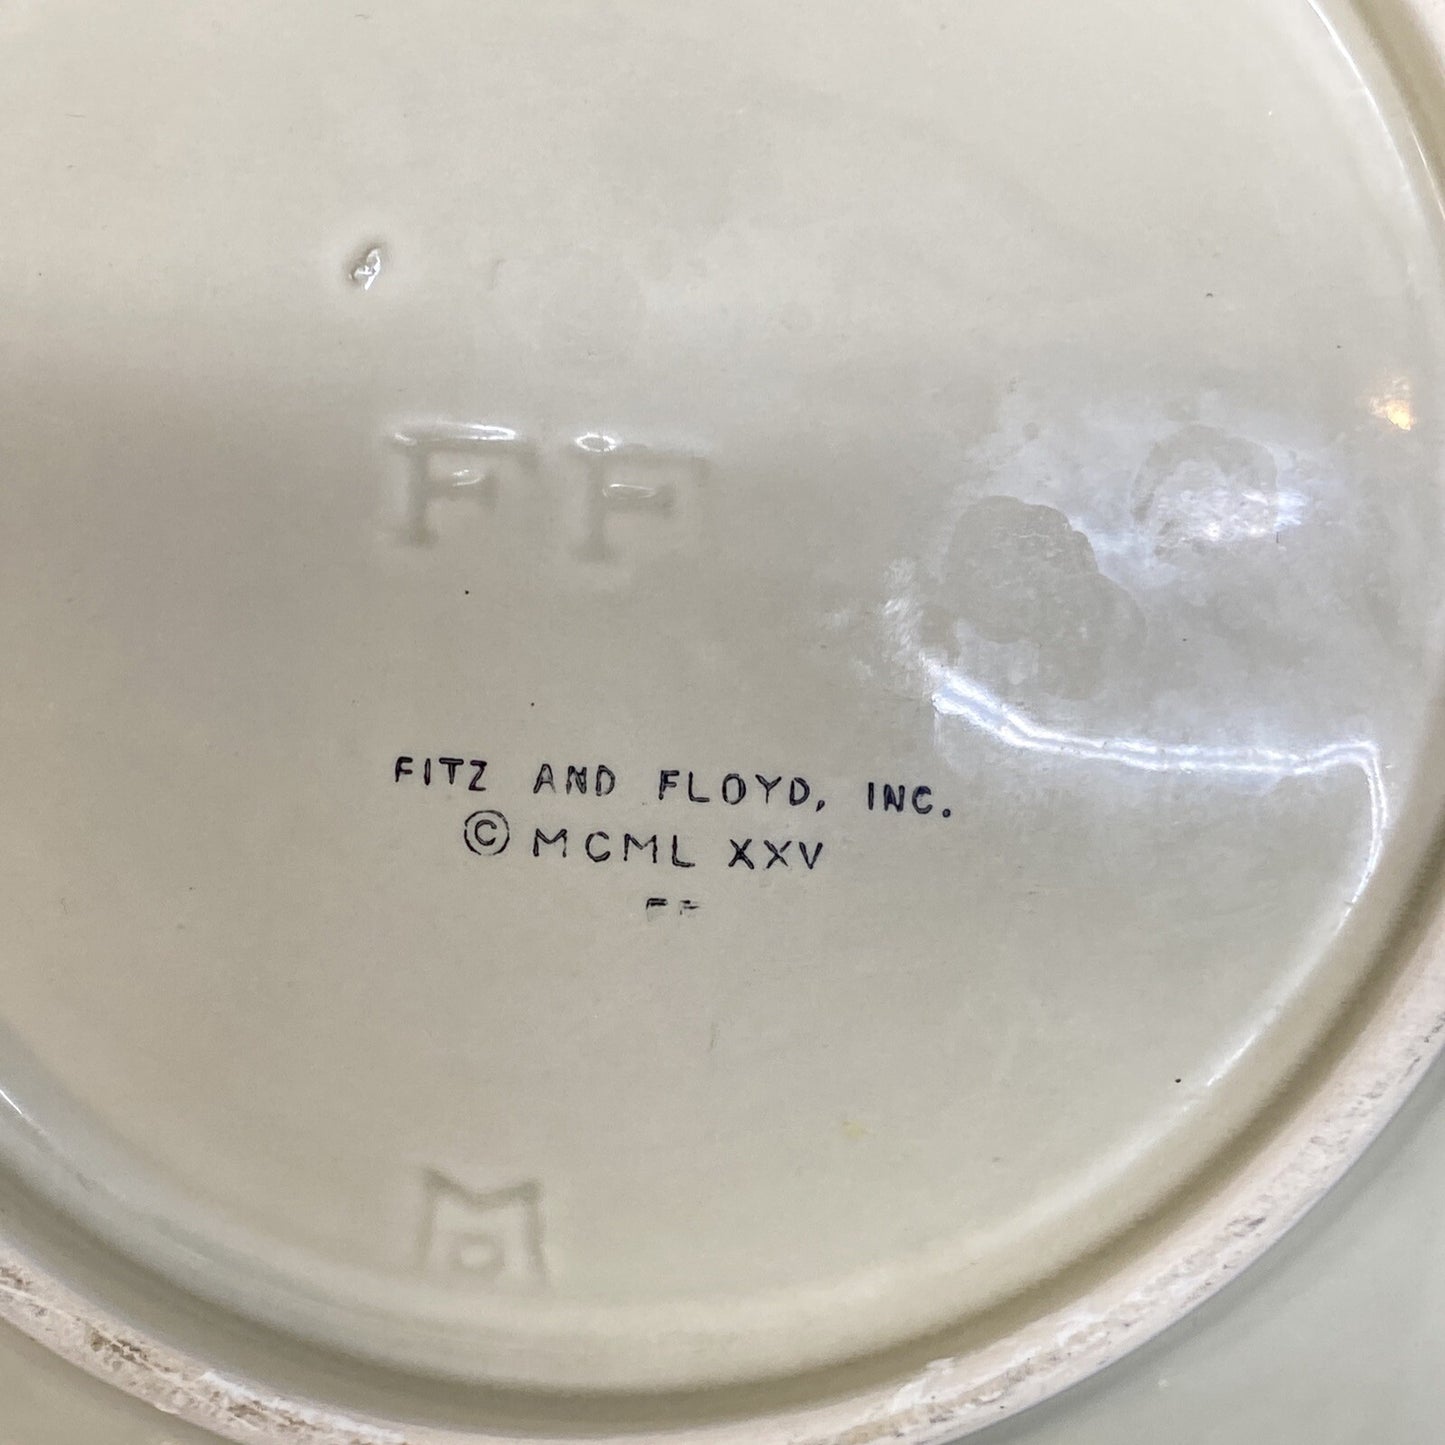 FF
FITZ AND FLOYD, INC.
© MCML XXV
FF
M